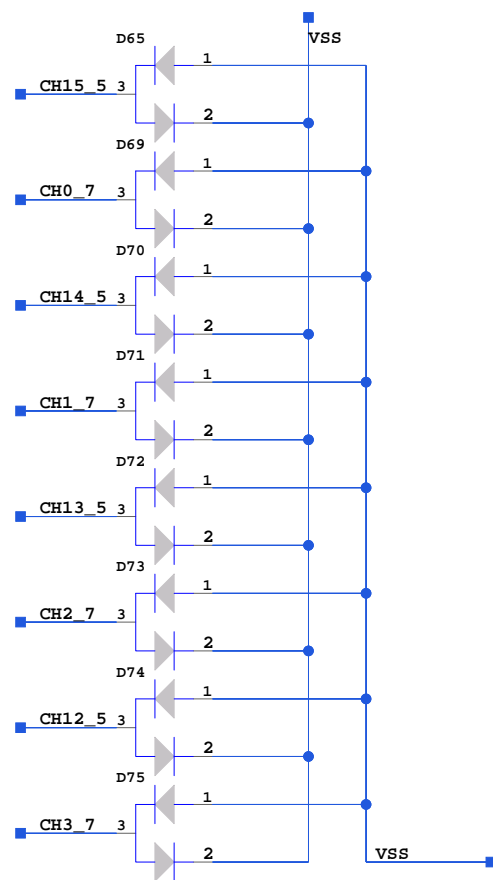 VSS
D65
1
CH15_5 3
2
D69
1
CH0_7 3
2
D70
1
CH14_5 3
2
D71
1
CH1_7 3
2
D72
1
CH13_5 3
2
D73
1
CH2_7 3
2
D74
1
CH12_5 3
2
D75
1
CH3_7 3
2
VSS